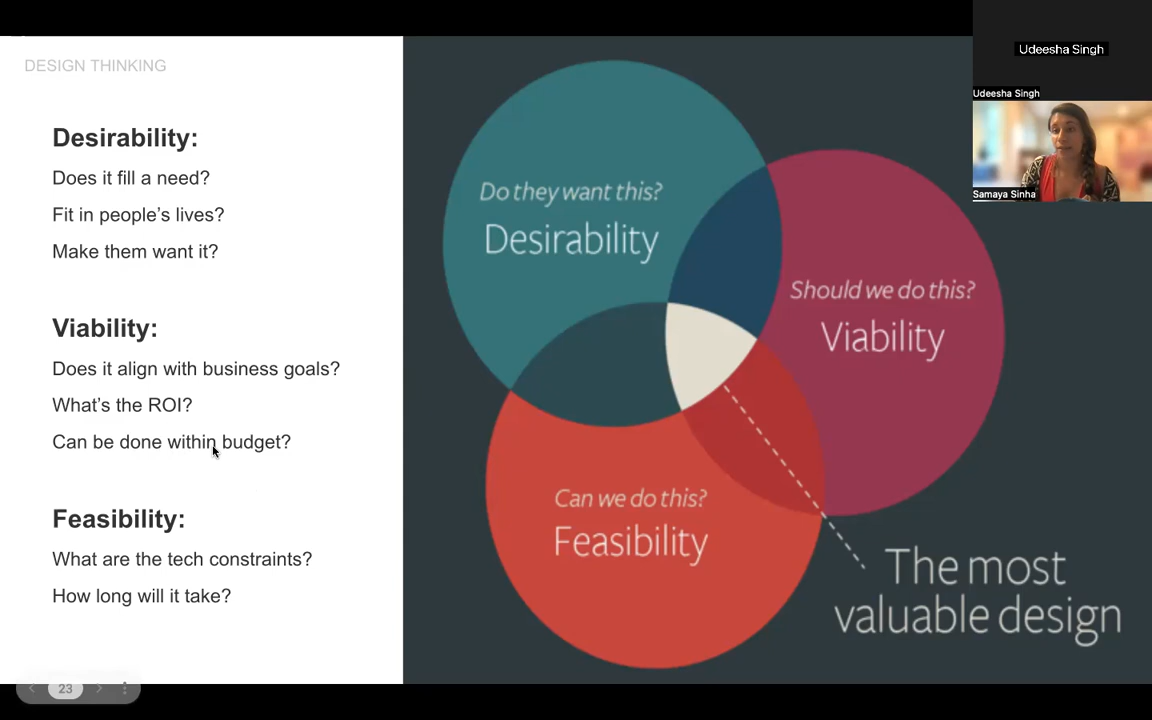 DESIGN THINKING
Desirability:
Does it fill a need?
Fit in people's lives?
Make them want it?
Viability:
Does it align with business goals?
What's the ROI?
Can be done within budget?
Feasibility:
What are the tech constraints?
How long will it take?
23
Do they want this?
Desirability
Should we do this?
Viability
Can we do this?
Feasibility
The most
valuable design
Udeesha Singh
Udeesha Singh
Samaya Sinha